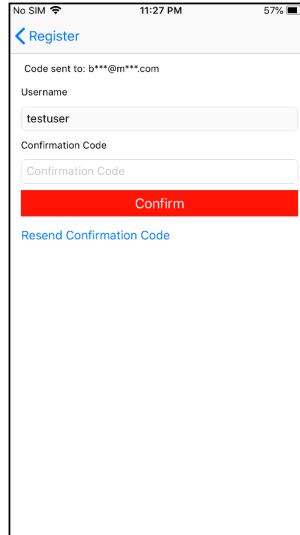 No SIM 11:27 PM 57%
Register
Code sent to: b***@m***.com
Username
testuser
Confirmation Code
Confirmation Code
Confirm
Resend Confirmation Code